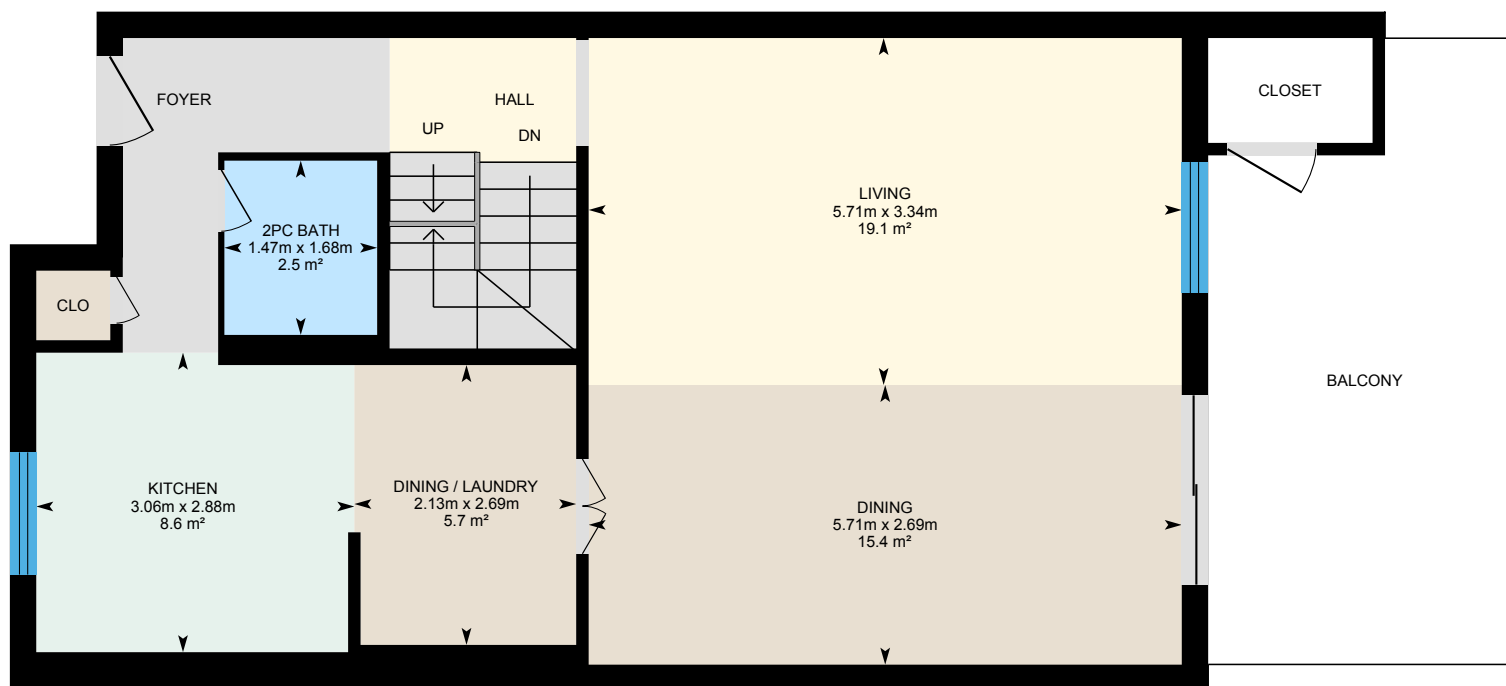 FOYER
HALL
UP
DN
CLOSET
LIVING
5.71m x 3.34m
19.1 m²
2PC BATH
1.47m x 1.68m
2.5 m²
CLO
BALCONY
KITCHEN
3.06m x 2.88m
8.6 m²
DINING / LAUNDRY
2.13m x 2.69m
5.7 m²
DINING
5.71m x 2.69m
15.4 m²